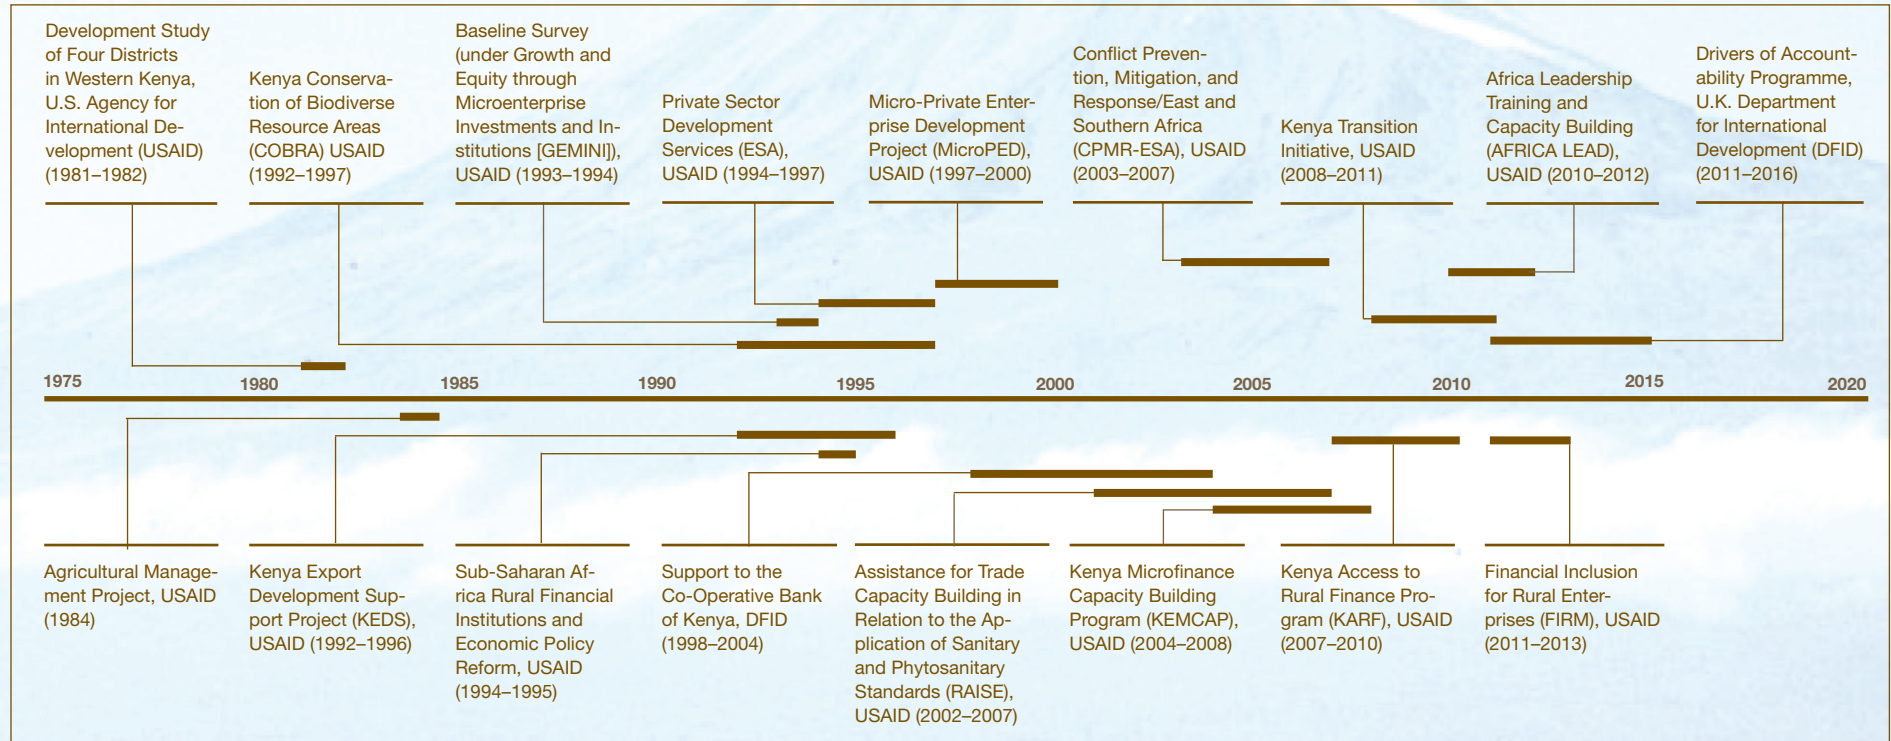 Development Study
of Four Districts
in Western Kenya,
U.S. Agency for
International De-
velopment (USAID)
(1981–1982)
Kenya Conserva-
tion of Biodiverse
Resource Areas
(COBRA) USAID
(1992–1997)
Baseline Survey
(under Growth and
Equity through
Microenterprise
Investments and In-
stitutions [GEMINI]),
USAID (1993–1994)
Private Sector
Development
Services (ESA),
USAID (1994–1997)
Micro-Private Enter-
prise Development
Project (MicroPED),
USAID (1997–2000)
Conflict Preven-
tion, Mitigation, and
Response/East and
Southern Africa
(CPMR-ESA), USAID
(2003–2007)
Kenya Transition
Initiative, USAID
(2008–2011)
Africa Leadership
Training and
Capacity Building
(AFRICA LEAD),
USAID (2010–2012)
Drivers of Account-
ability Programme,
U.K. Department
for International
Development (DFID)
(2011–2016)
1975 1980 1985 1990 1995 2000 2005 2010 2015 2020
Agricultural Manage-
ment Project, USAID
(1984)
Kenya Export
Development Sup-
port Project (KEDS),
USAID (1992–1996)
Sub-Saharan Af-
rica Rural Financial
Institutions and
Economic Policy
Reform, USAID
(1994–1995)
Support to the
Co-Operative Bank
of Kenya, DFID
(1998–2004)
Assistance for Trade
Capacity Building in
Relation to the Ap-
plication of Sanitary
and Phytosanitary
Standards (RAISE),
USAID (2002–2007)
Kenya Microfinance
Capacity Building
Program (KEMCAP),
USAID (2004–2008)
Kenya Access to
Rural Finance Pro-
gram (KARF), USAID
(2007–2010)
Financial Inclusion
for Rural Enter-
prises (FIRM), USAID
(2011–2013)